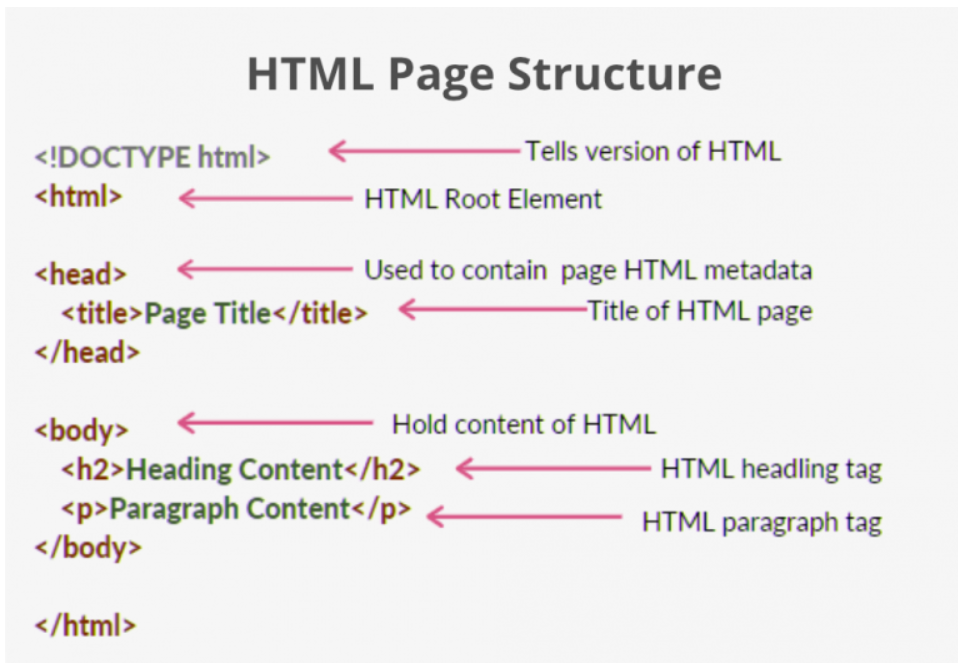 HTML Page Structure
<!DOCTYPE html> Tells version of HTML
<html> HTML Root Element
<head> Used to contain page HTML metadata
<title>Page Title</title> Title of HTML page
</head>
<body> Hold content of HTML
<h2>Heading Content</h2> HTML headling tag
<p>Paragraph Content</p> HTML paragraph tag
</body>
</html>